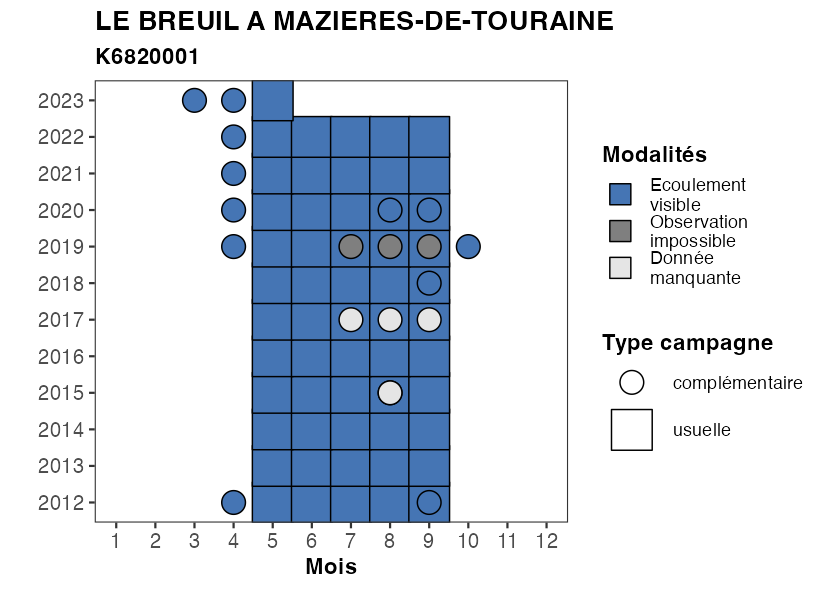 LE BREUIL A MAZIERES-DE-TOURAINE
K6820001
2023
2022
2021
2020
2019
2018
2017
2016
2015
2014
2013
2012
1 2 3 4 5 6 7 8 9 10 11 12
Mois
Modalités
Ecoulement
visible
Observation
impossible
Donnée
manquante
Type campagne
complémentaire
usuelle